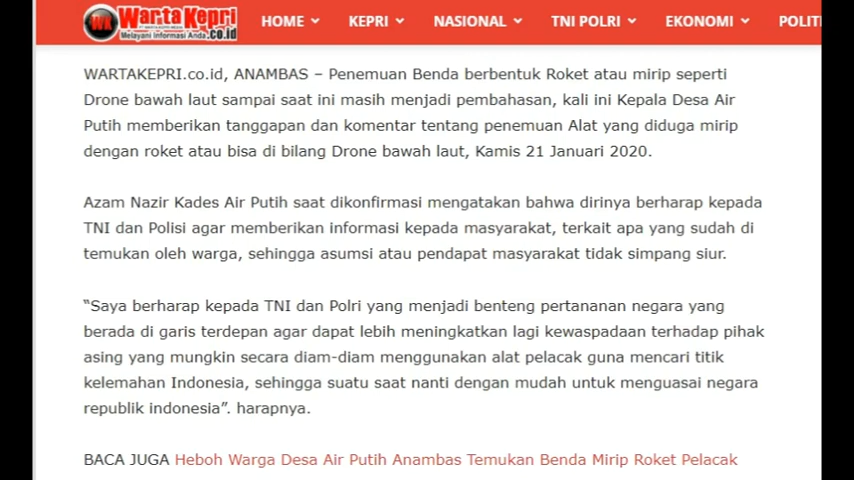 WK WartaKepri .co.id
Melayani Informasi Anda
HOME KEPRI NASIONAL TNI POLRI EKONOMI POLITI
WARTAKEPRI.co.id, ANAMBAS – Penemuan Benda berbentuk Roket atau mirip seperti
Drone bawah laut sampai saat ini masih menjadi pembahasan, kali ini Kepala Desa Air
Putih memberikan tanggapan dan komentar tentang penemuan Alat yang diduga mirip
dengan roket atau bisa di bilang Drone bawah laut, Kamis 21 Januari 2020.
Azam Nazir Kades Air Putih saat dikonfirmasi mengatakan bahwa dirinya berharap kepada
TNI dan Polisi agar memberikan informasi kepada masyarakat, terkait apa yang sudah di
temukan oleh warga, sehingga asumsi atau pendapat masyarakat tidak simpang siur.
“Saya berharap kepada TNI dan Polri yang menjadi benteng pertananan negara yang
berada di garis terdepan agar dapat lebih meningkatkan lagi kewaspadaan terhadap pihak
asing yang mungkin secara diam-diam menggunakan alat pelacak guna mencari titik
kelemahan Indonesia, sehingga suatu saat nanti dengan mudah untuk menguasai negara
republik indonesia”. harapnya.
BACA JUGA Heboh Warga Desa Air Putih Anambas Temukan Benda Mirip Roket Pelacak